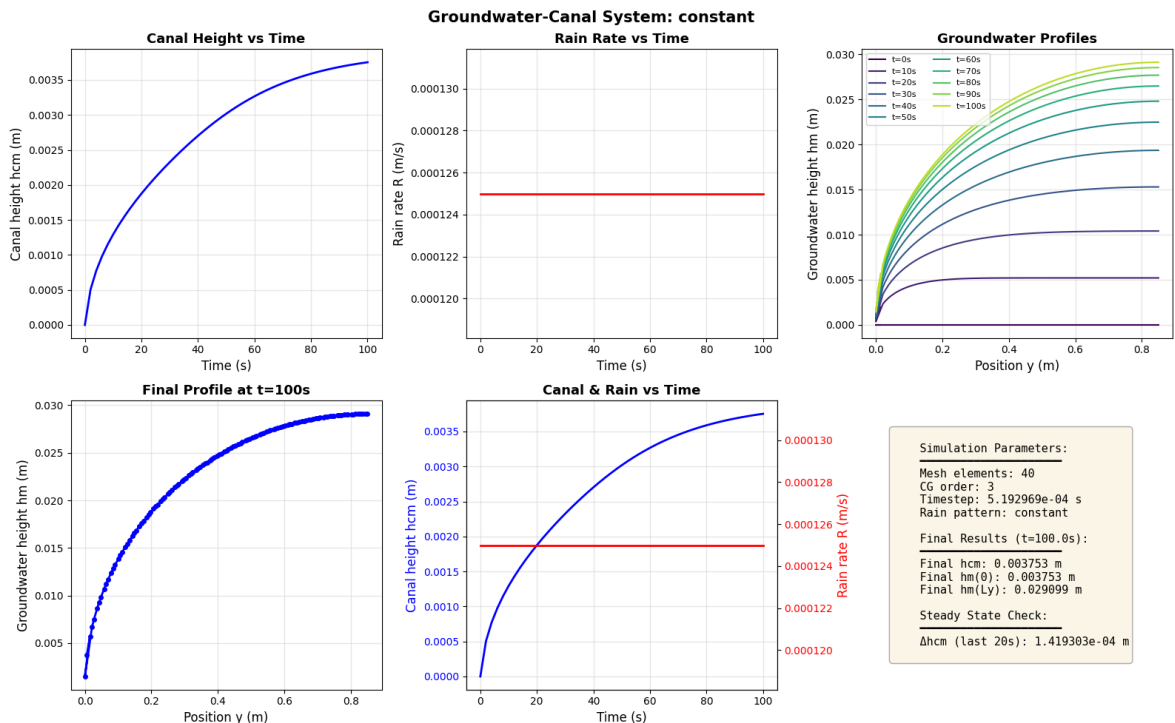 Groundwater-Canal System: constant
Canal Height vs Time
Canal height hcm (m)
0.0035
0.0030
0.0025
0.0020
0.0015
0.0010
0.0005
0.0000
0 20 40 60 80 100
Time (s)
Rain Rate vs Time
Rain rate R (m/s)
0.000130
0.000128
0.000126
0.000124
0.000122
0.000120
0 20 40 60 80 100
Time (s)
Groundwater Profiles
Groundwater height hm (m)
0.030
0.025
0.020
0.015
0.010
0.005
0.000
t=0s
t=10s
t=20s
t=30s
t=40s
t=50s
t=60s
t=70s
t=80s
t=90s
t=100s
0.0 0.2 0.4 0.6 0.8
Position y (m)
Final Profile at t=100s
Groundwater height hm (m)
0.030
0.025
0.020
0.015
0.010
0.005
0.0 0.2 0.4 0.6 0.8
Position y (m)
Canal & Rain vs Time
Canal height hcm (m)
0.0035
0.0030
0.0025
0.0020
0.0015
0.0010
0.0005
0.0000
0 20 40 60 80 100
Time (s)
0.000130
0.000128
0.000126
0.000124
0.000122
0.000120
Rain rate R (m/s)
Simulation Parameters:
Mesh elements: 40
CG order: 3
Timestep: 5.192969e-04 s
Rain pattern: constant
Final Results (t=100.0s):
Final hcm: 0.003753 m
Final hm(0): 0.003753 m
Final hm(Ly): 0.029099 m
Steady State Check:
Δhcm (last 20s): 1.419303e-04 m